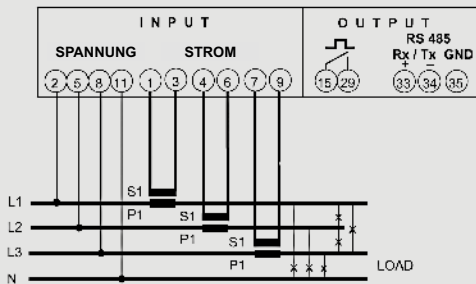 INPUT OUTPUT
SPANNUNG STROM RS 485
Rx / Tx GND
+ −
2 5 8 11 1 3 4 6 7 9 15 29 33 34 35
S1
L1
P1
S1
L2
P1
S1
L3
P1
LOAD
N